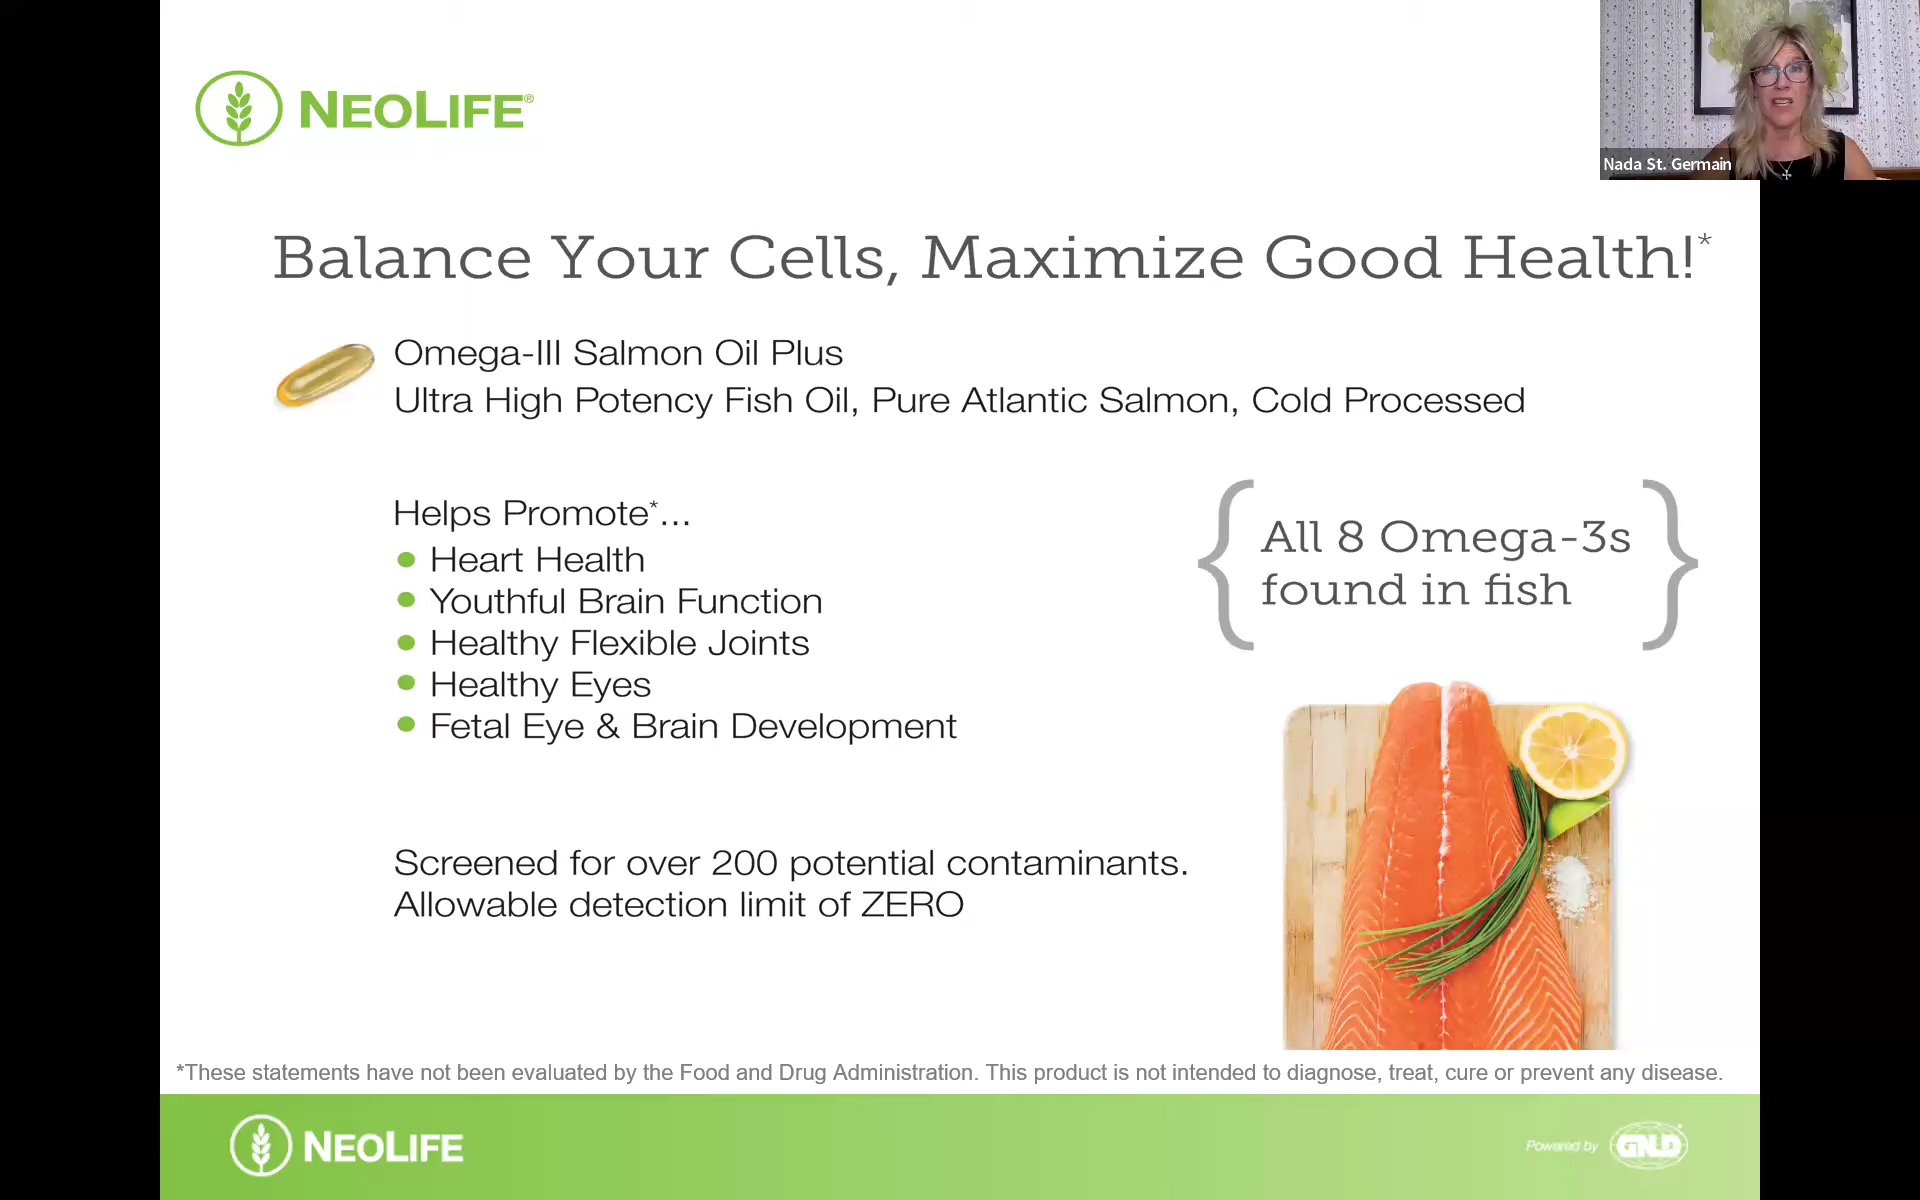 NEOLIFE®
Nada St. Germain
Balance Your Cells, Maximize Good Health!*
Omega-III Salmon Oil Plus
Ultra High Potency Fish Oil, Pure Atlantic Salmon, Cold Processed
Helps Promote*...
Heart Health
Youthful Brain Function
Healthy Flexible Joints
Healthy Eyes
Fetal Eye & Brain Development
All 8 Omega-3s
found in fish
Screened for over 200 potential contaminants.
Allowable detection limit of ZERO
*These statements have not been evaluated by the Food and Drug Administration. This product is not intended to diagnose, treat, cure or prevent any disease.
NEOLIFE
Powered by GNLD